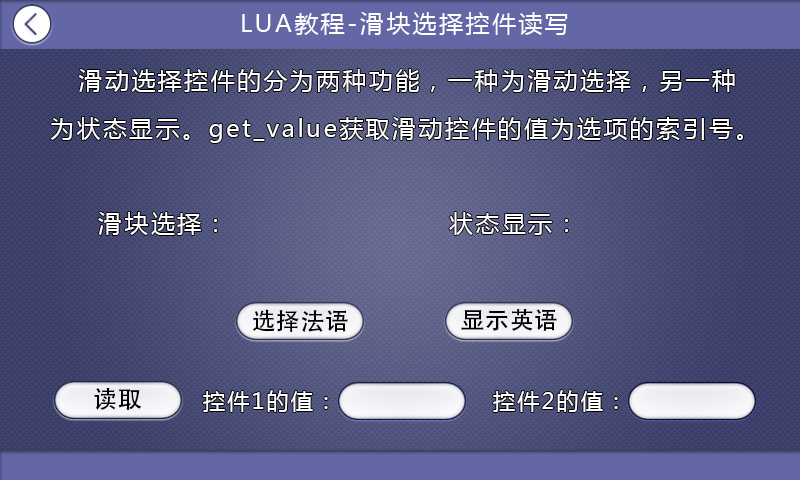 LUA教程-滑块选择控件读写
滑动选择控件的分为两种功能，一种为滑动选择，另一种
为状态显示。get_value获取滑动控件的值为选项的索引号。
滑块选择： 状态显示：
选择法语 显示英语
读取 控件1的值： 控件2的值：